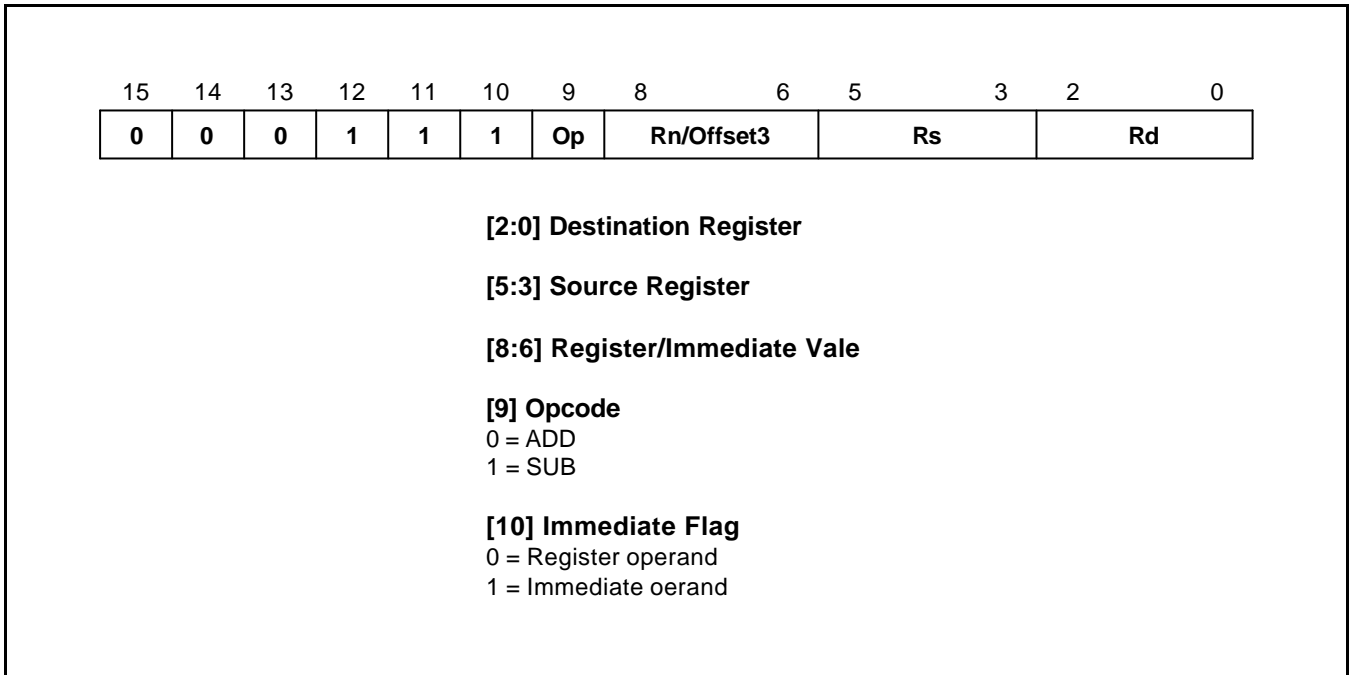 15 14 13 12 11 10 9 8 6 5 3 2 0
0 0 0 1 1 1 Op Rn/Offset3 Rs Rd
[2:0] Destination Register
[5:3] Source Register
[8:6] Register/Immediate Vale
[9] Opcode
0 = ADD
1 = SUB
[10] Immediate Flag
0 = Register operand
1 = Immediate oerand